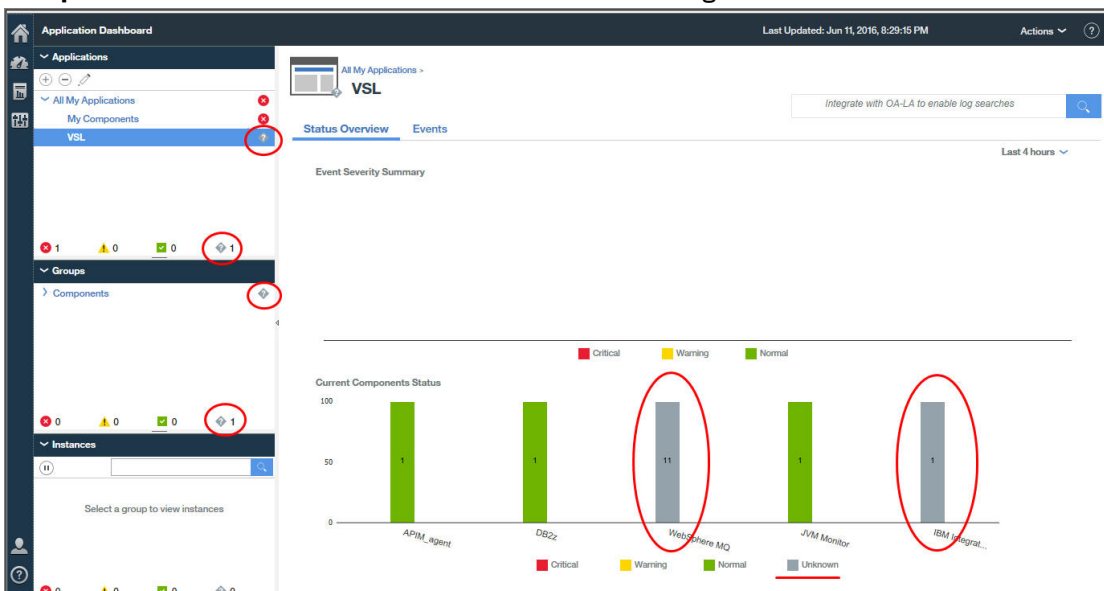 Application Dashboard
Last Updated: Jun 11, 2016, 8:29:15 PM
Actions
?
Applications
All My Applications
My Components
VSL
?
1
0
0
? 1
Groups
Components
?
0
0
0
? 1
Instances
Select a group to view instances
?
All My Applications >
VSL
Integrate with OA-LA to enable log searches
Status Overview Events
Last 4 hours
Event Severity Summary
Critical Warning Normal
Current Components Status
100
50
0
1
1
11
1
1
APIM_agent
DB2z
WebSphere MQ
JVM Monitor
IBM Integrat...
Critical Warning Normal Unknown